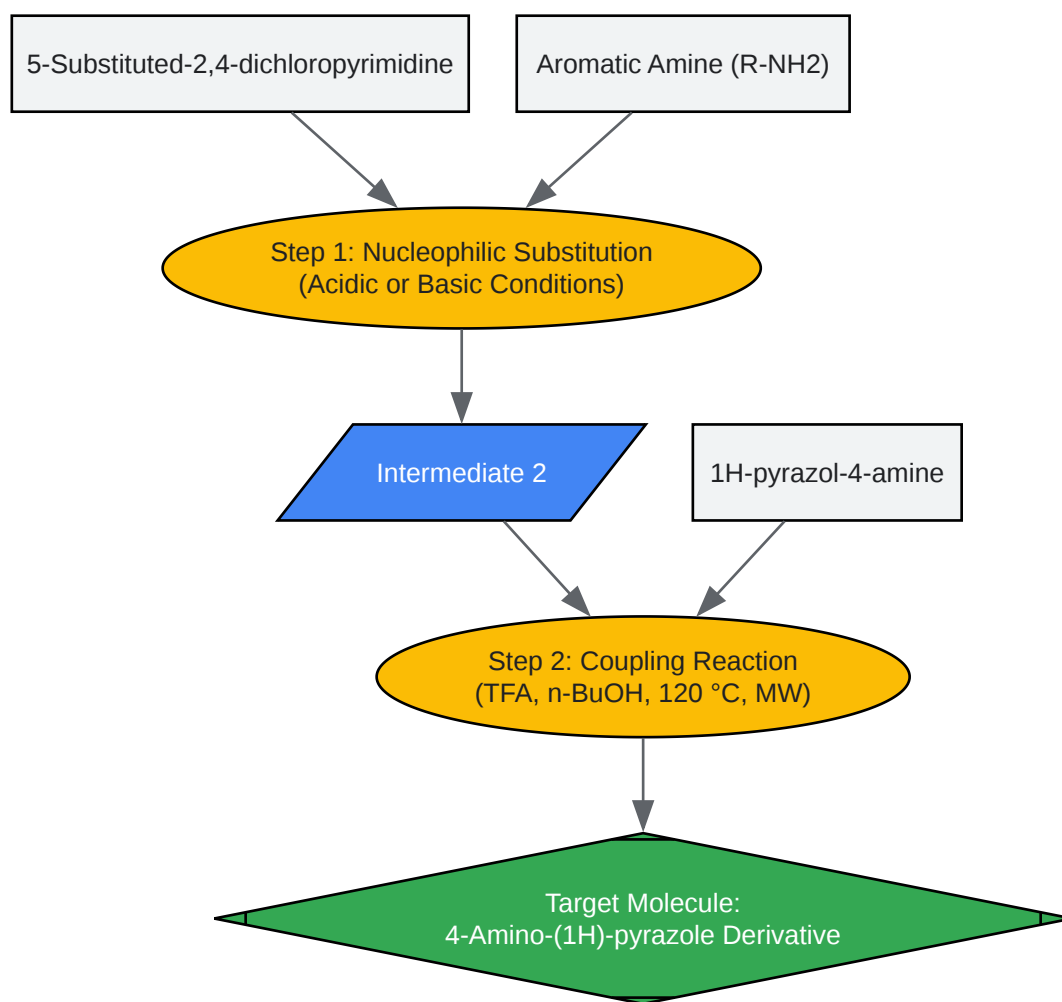 5-Substituted-2,4-dichloropyrimidine
Aromatic Amine (R-NH2)
Step 1: Nucleophilic Substitution
(Acidic or Basic Conditions)
Intermediate 2
1H-pyrazol-4-amine
Step 2: Coupling Reaction
(TFA, n-BuOH, 120 °C, MW)
Target Molecule:
4-Amino-(1H)-pyrazole Derivative